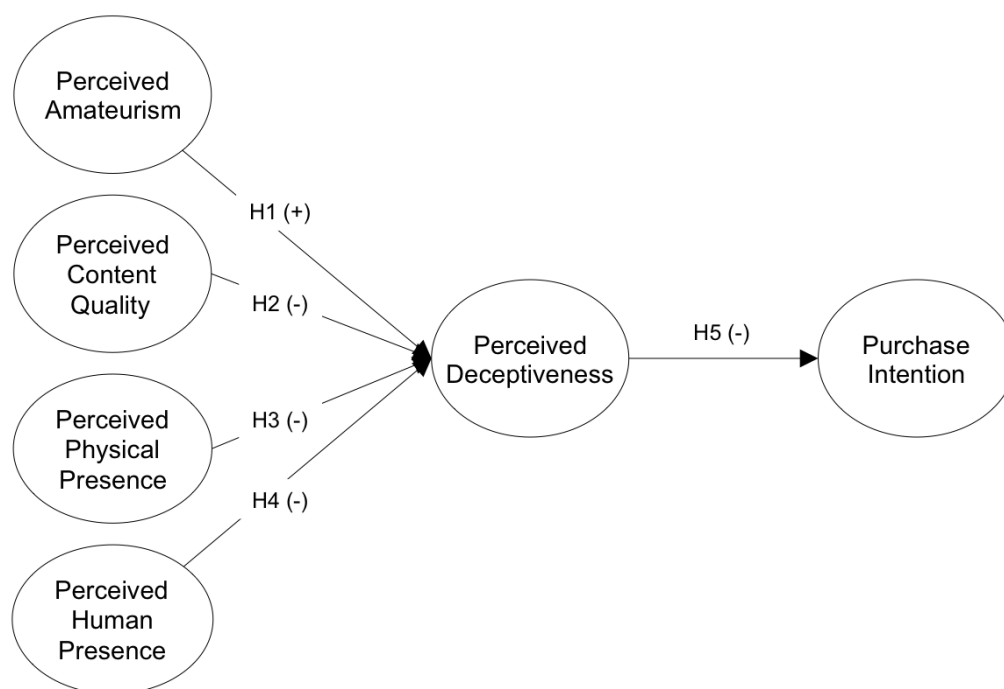 Perceived
Amateurism
H1 (+)
Perceived
Content
Quality
H2 (-)
Perceived
Deceptiveness
H5 (-)
Purchase
Intention
Perceived
Physical
Presence
H3 (-)
H4 (-)
Perceived
Human
Presence